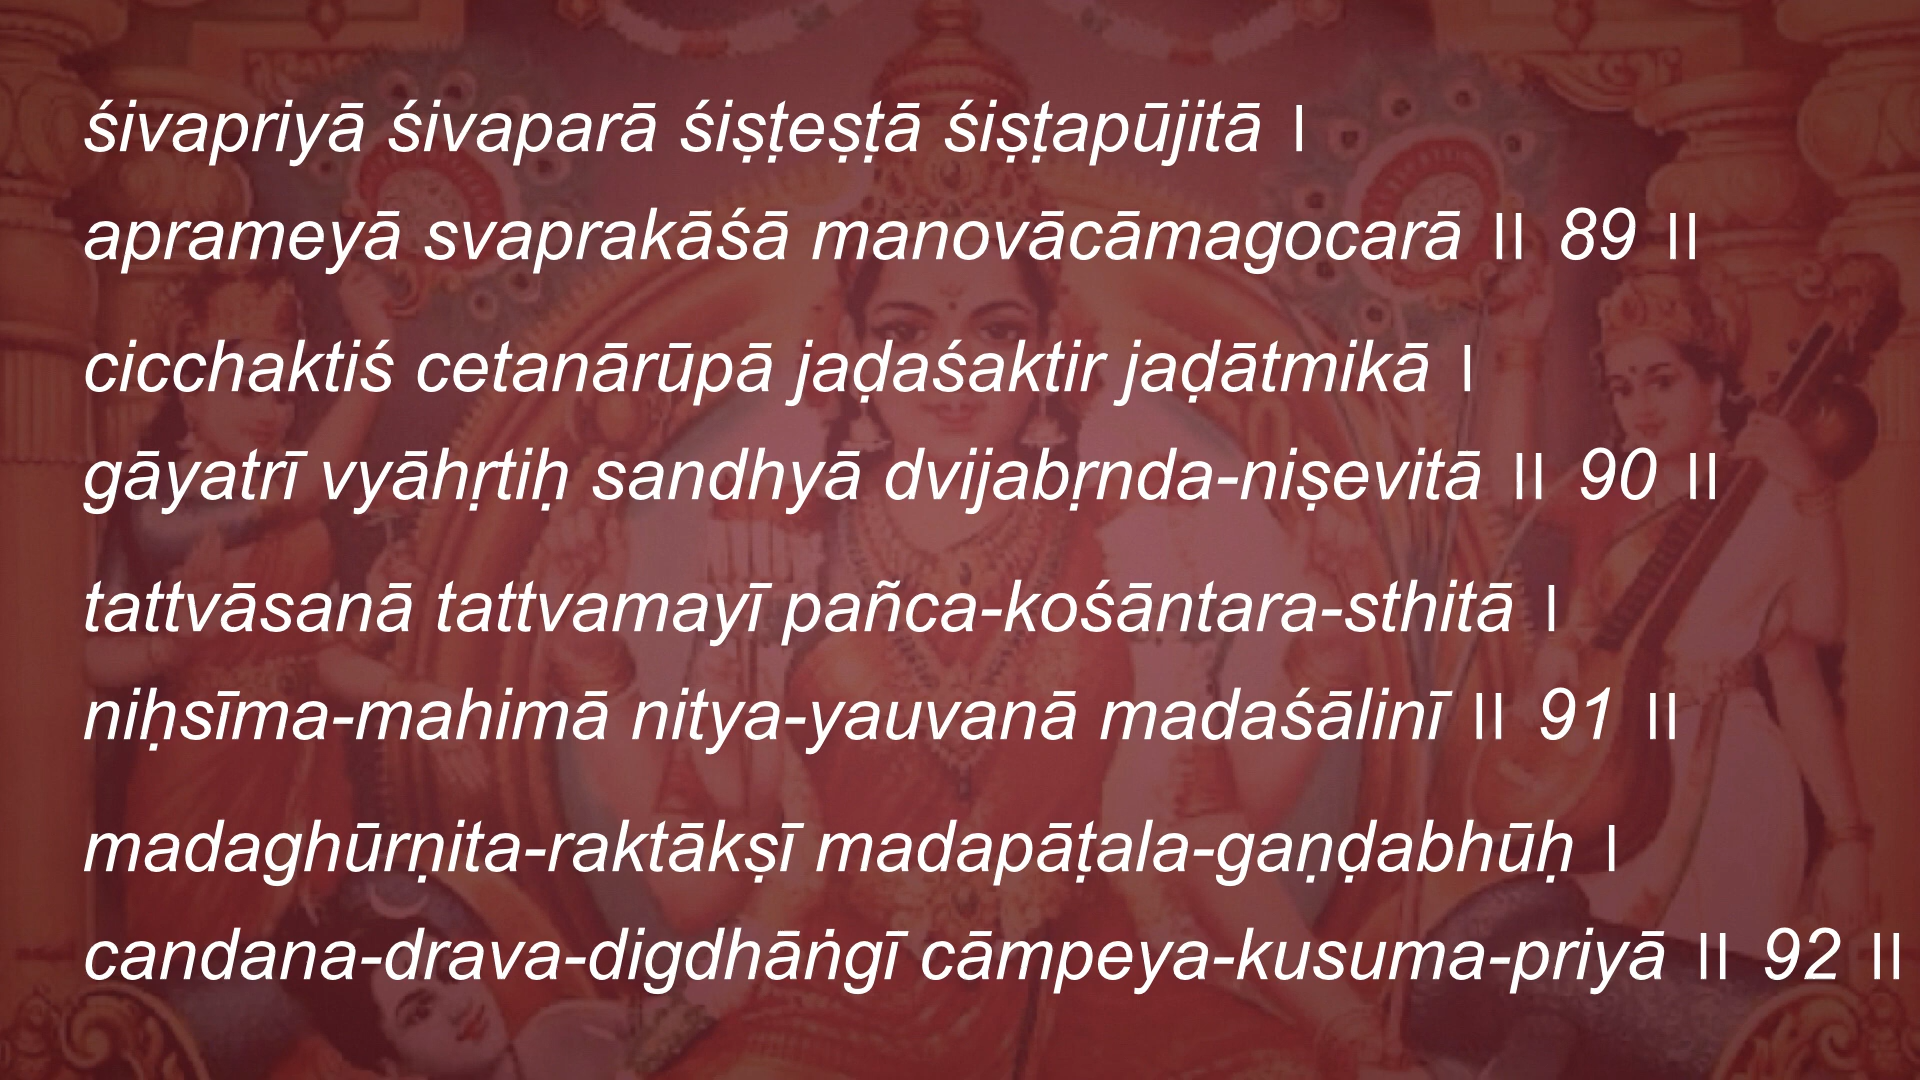 śivapriyā śivaparā śiṣṭeṣṭā śiṣṭapūjitā ।
aprameyā svaprakāśā manovācāmagocarā ॥ 89 ॥
cicchaktiś cetanārūpā jaḍaśaktir jaḍātmikā ।
gāyatrī vyāhṛtiḥ sandhyā dvijabṛnda-niṣevitā ॥ 90 ॥
tattvāsanā tattvamayī pañca-kośāntara-sthitā ।
niḥsīma-mahimā nitya-yauvanā madaśālinī ॥ 91 ॥
madaghūrṇita-raktākṣī madapāṭala-gaṇḍabhūḥ ।
candana-drava-digdhāṅgī cāmpeya-kusuma-priyā ॥ 92 ॥